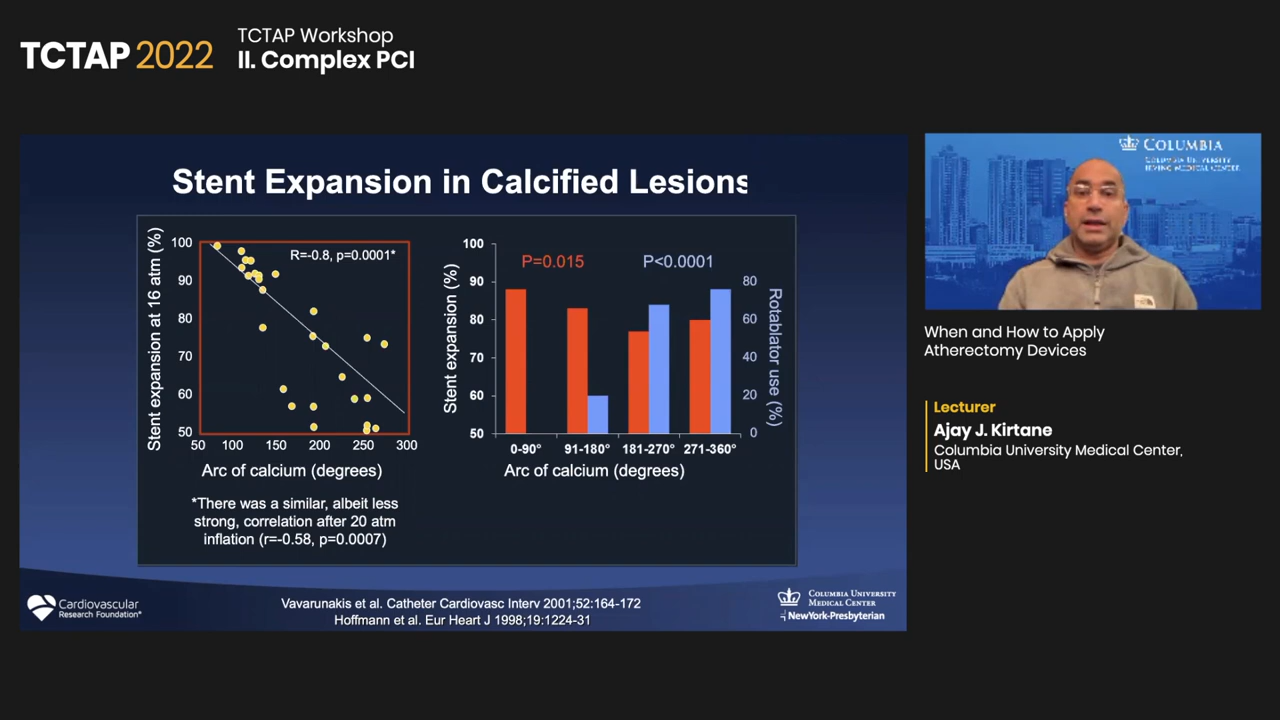 TCTAP 2022
TCTAP Workshop
II. Complex PCI
Stent Expansion in Calcified Lesions
Stent expansion at 16 atm (%)
100
90
80
70
60
50
R=-0.8, p=0.0001*
50
100
150
200
250
300
Arc of calcium (degrees)
*There was a similar, albeit less
strong, correlation after 20 atm
inflation (r=-0.58, p=0.0007)
Stent expansion (%)
100
90
80
70
60
50
P=0.015
P<0.0001
80
60
40
20
0
Rotablator use (%)
0-90°
91-180°
181-270°
271-360°
Arc of calcium (degrees)
Cardiovascular
Research Foundation*
Vavarunakis et al. Catheter Cardiovasc Interv 2001;52:164-172
Hoffmann et al. Eur Heart J 1998;19:1224-31
COLUMBIA UNIVERSITY
MEDICAL CENTER
NewYork-Presbyterian
COLUMBIA
COLUMBIA UNIVERSITY
IRVING MEDICAL CENTER
When and How to Apply
Atherectomy Devices
Lecturer
Ajay J. Kirtane
Columbia University Medical Center,
USA